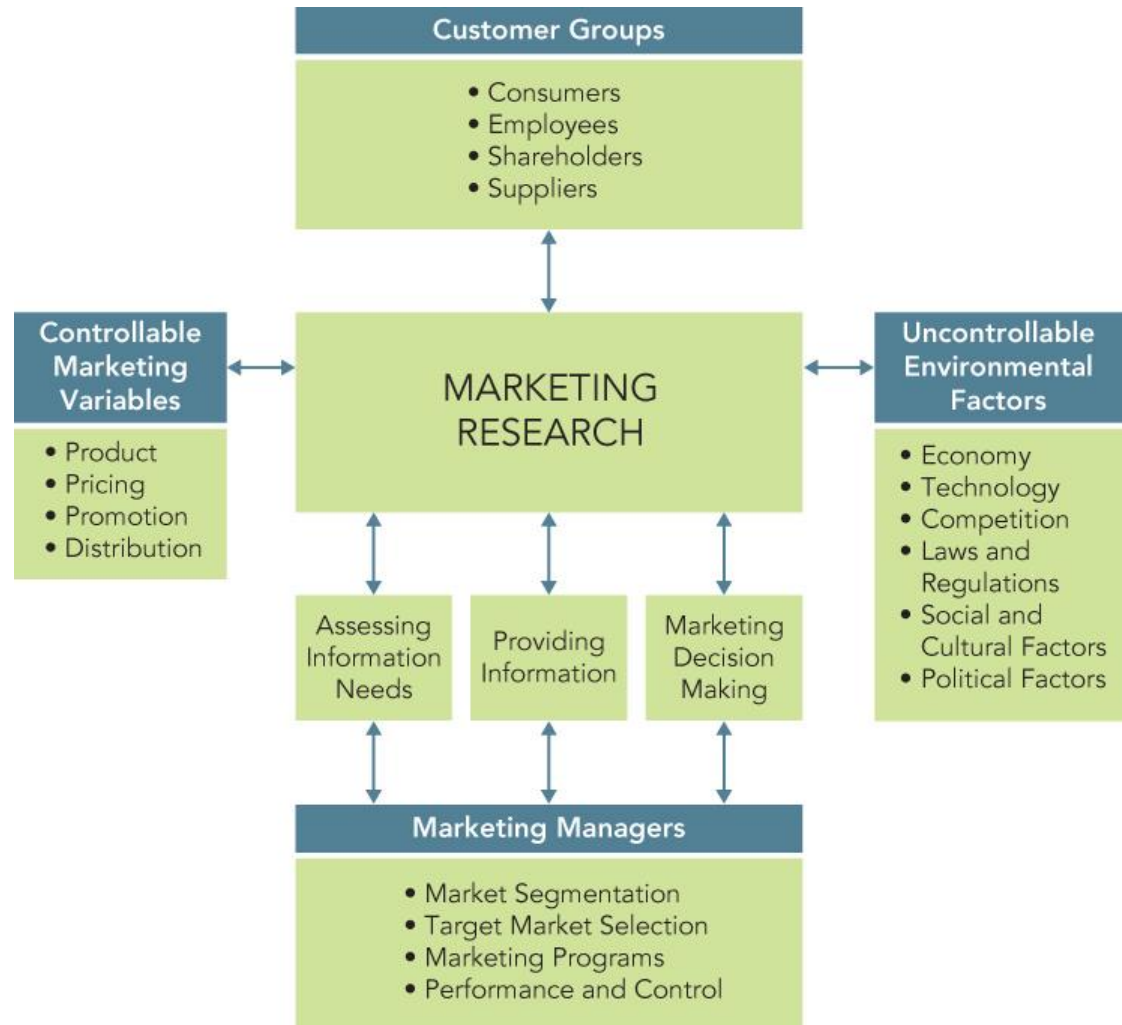 Customer Groups
• Consumers
• Employees
• Shareholders
• Suppliers
Controllable
Marketing
Variables
• Product
• Pricing
• Promotion
• Distribution
MARKETING
RESEARCH
Uncontrollable
Environmental
Factors
• Economy
• Technology
• Competition
• Laws and
Regulations
• Social and
Cultural Factors
• Political Factors
Assessing
Information
Needs
Providing
Information
Marketing
Decision
Making
Marketing Managers
• Market Segmentation
• Target Market Selection
• Marketing Programs
• Performance and Control